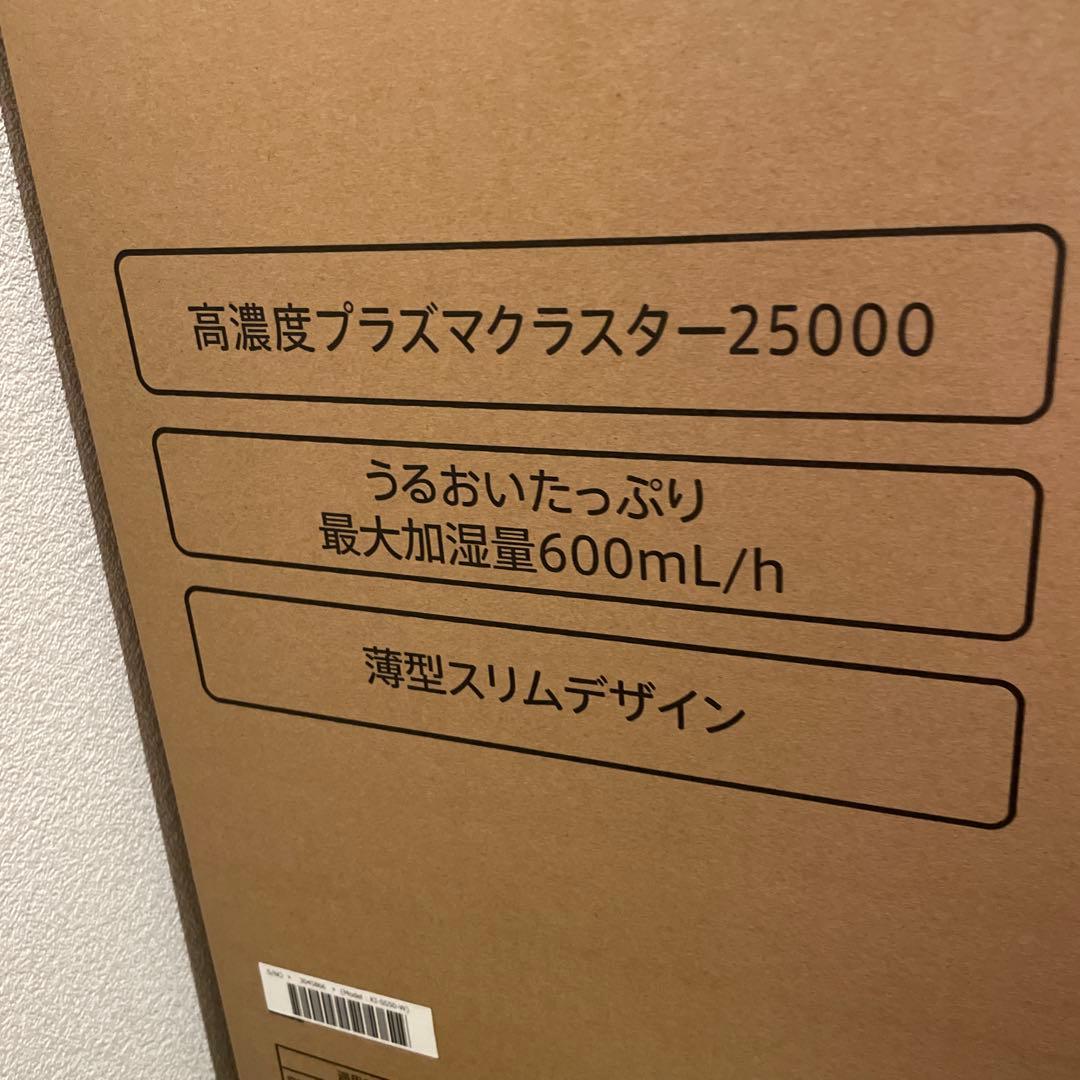 高濃度プラズマクラスター25000
うるおいたっぷり
最大加湿量600mL/h
薄型スリムデザイン